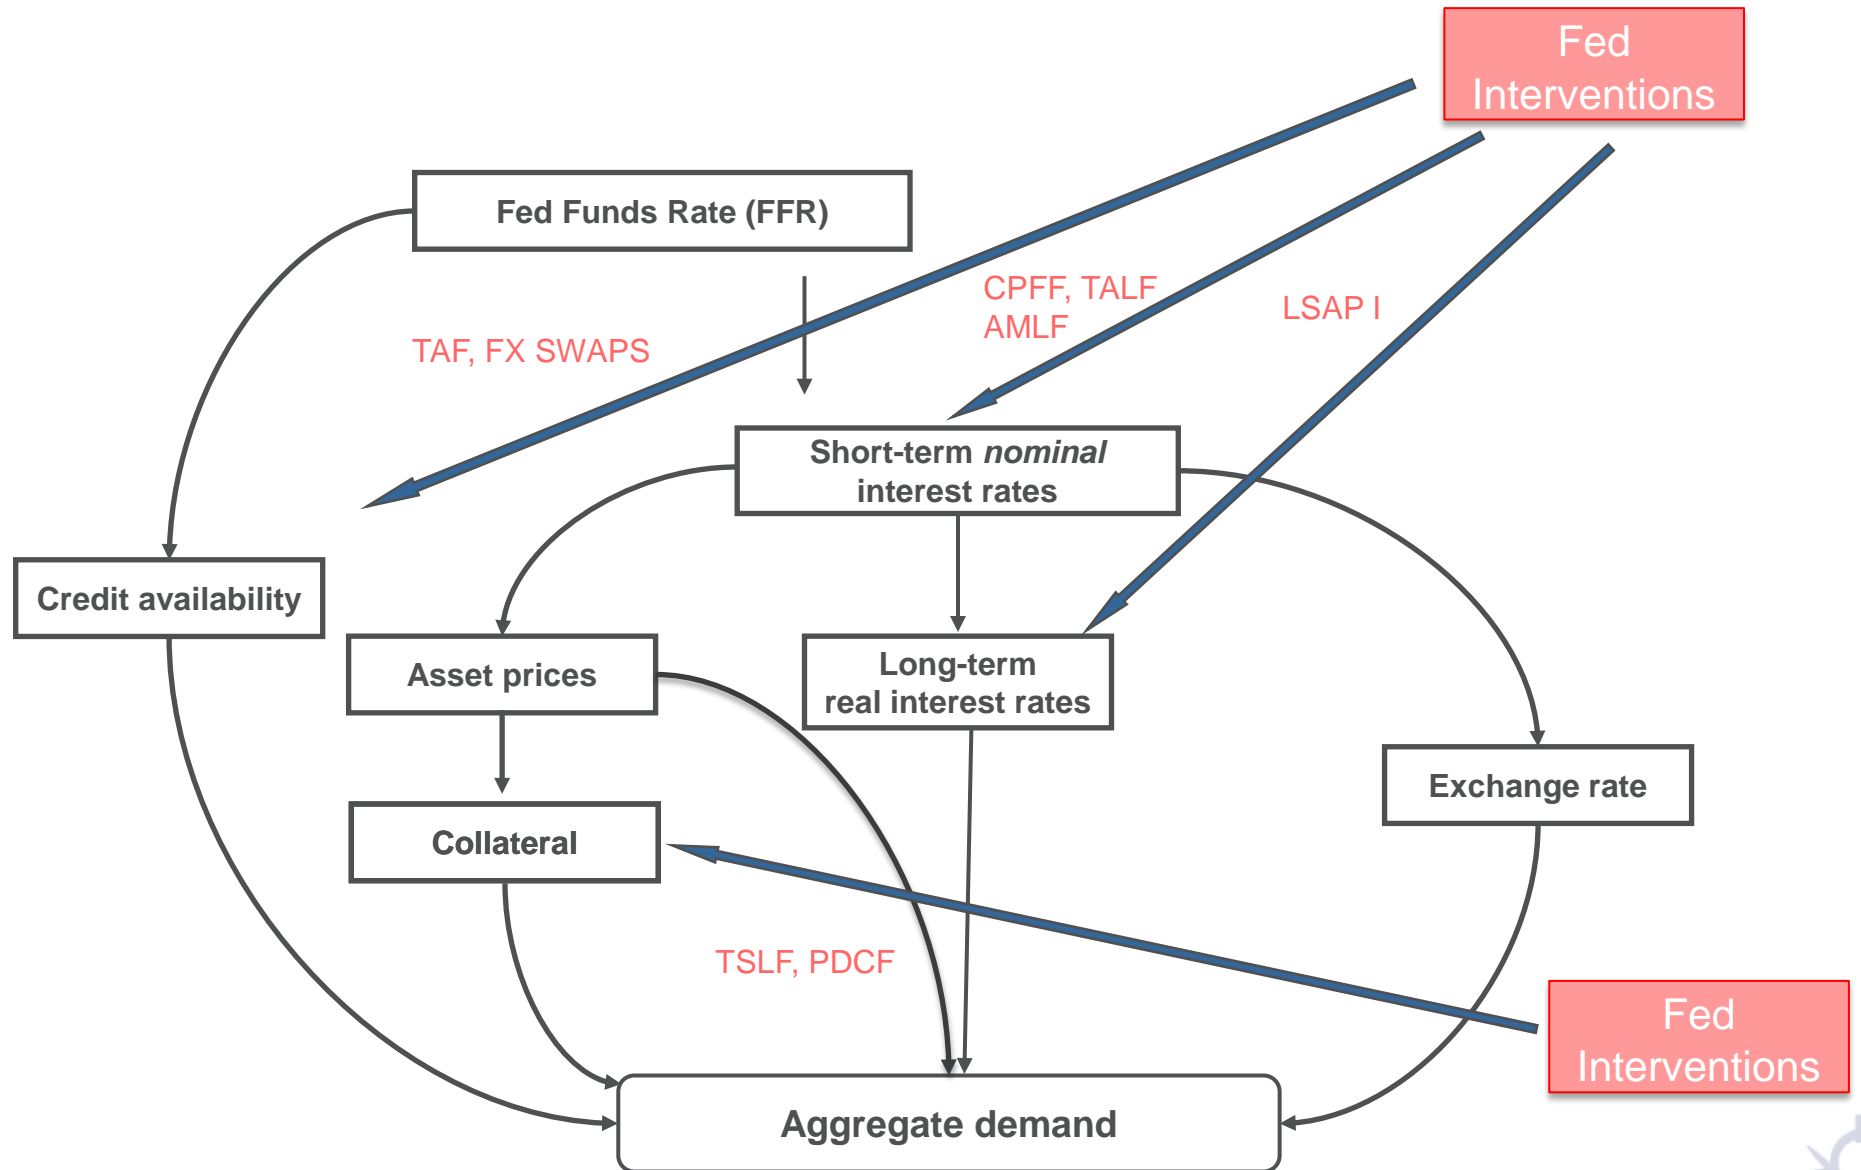 Fed
Interventions
Fed Funds Rate (FFR)
CPFF, TALF
AMLF
LSAP I
TAF, FX SWAPS
Short-term nominal
interest rates
Credit availability
Asset prices
Long-term
real interest rates
Exchange rate
Collateral
TSLF, PDCF
Fed
Interventions
Aggregate demand